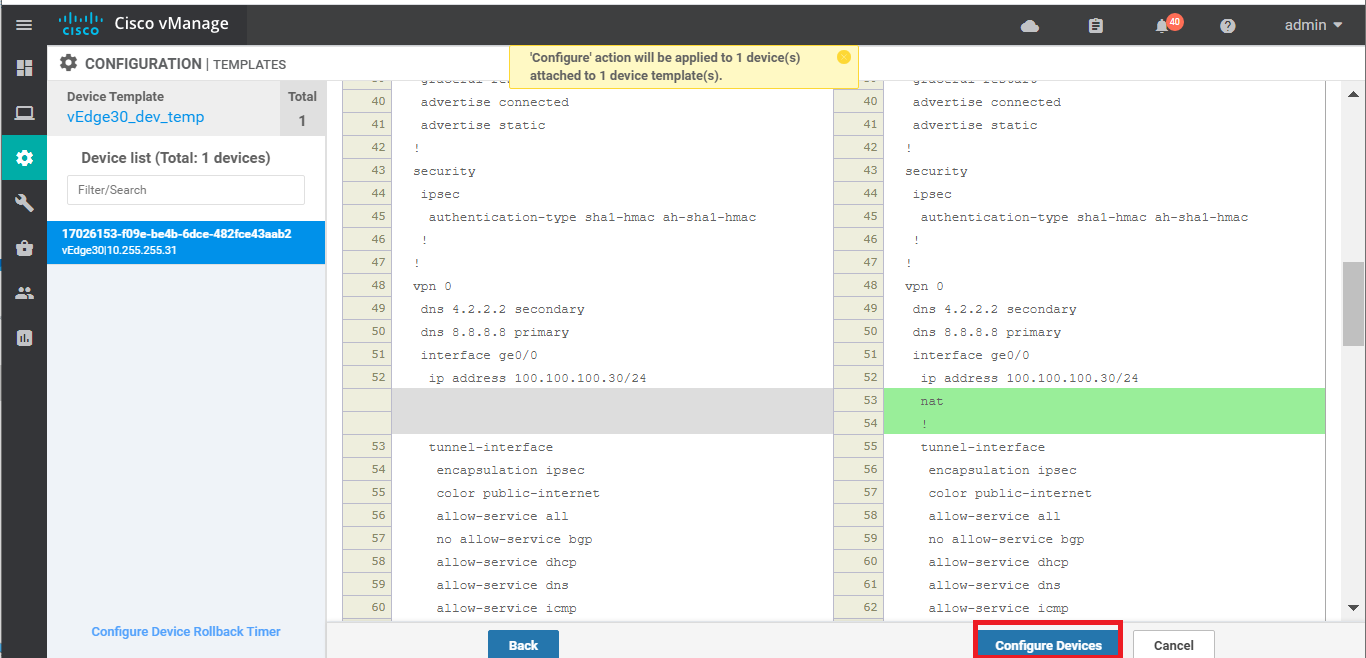 cisco
Cisco vManage
40
admin
CONFIGURATION | TEMPLATES
'Configure' action will be applied to 1 device(s)
attached to 1 device template(s).
Device Template
vEdge30_dev_temp
Total
1
Device list (Total: 1 devices)
Filter/Search
17026153-f09e-be4b-6dce-482fce43aab2
vEdge30|10.255.255.31
Configure Device Rollback Timer
40 advertise connected
41 advertise static
42 !
43 security
44 ipsec
45 authentication-type sha1-hmac ah-sha1-hmac
46 !
47 !
48 vpn 0
49 dns 4.2.2.2 secondary
50 dns 8.8.8.8 primary
51 interface ge0/0
52 ip address 100.100.100.30/24
53 tunnel-interface
54 encapsulation ipsec
55 color public-internet
56 allow-service all
57 no allow-service bgp
58 allow-service dhcp
59 allow-service dns
60 allow-service icmp
40 advertise connected
41 advertise static
42 !
43 security
44 ipsec
45 authentication-type sha1-hmac ah-sha1-hmac
46 !
47 !
48 vpn 0
49 dns 4.2.2.2 secondary
50 dns 8.8.8.8 primary
51 interface ge0/0
52 ip address 100.100.100.30/24
53 nat
54 !
55 tunnel-interface
56 encapsulation ipsec
57 color public-internet
58 allow-service all
59 no allow-service bgp
60 allow-service dhcp
61 allow-service dns
62 allow-service icmp
Back
Configure Devices
Cancel